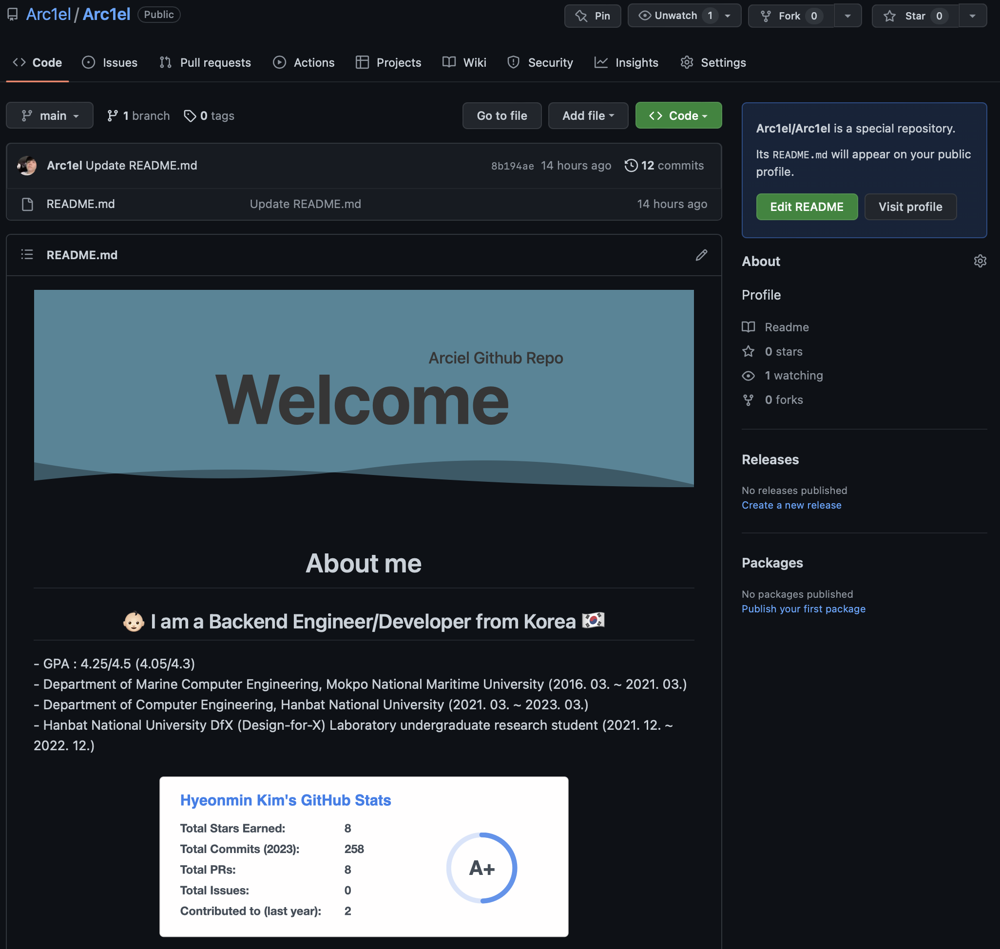 Arc1el / Arc1el Public
Pin Unwatch 1 Fork 0 Star 0
Code Issues Pull requests Actions Projects Wiki Security Insights Settings
main 1 branch 0 tags Go to file Add file Code
Arc1el Update README.md 8b194ae 14 hours ago 12 commits
README.md Update README.md 14 hours ago
README.md
Arciel Github Repo
Welcome
About me
I am a Backend Engineer/Developer from Korea
- GPA : 4.25/4.5 (4.05/4.3)
- Department of Marine Computer Engineering, Mokpo National Maritime University (2016. 03. ~ 2021. 03.)
- Department of Computer Engineering, Hanbat National University (2021. 03. ~ 2023. 03.)
- Hanbat National University DfX (Design-for-X) Laboratory undergraduate research student (2021. 12. ~
2022. 12.)
Hyeonmin Kim's GitHub Stats
Total Stars Earned: 8
Total Commits (2023): 258
Total PRs: 8
Total Issues: 0
Contributed to (last year): 2
A+
Arc1el/Arc1el is a special repository.
Its README.md will appear on your public
profile.
Edit README Visit profile
About
Profile
Readme
0 stars
1 watching
0 forks
Releases
No releases published
Create a new release
Packages
No packages published
Publish your first package